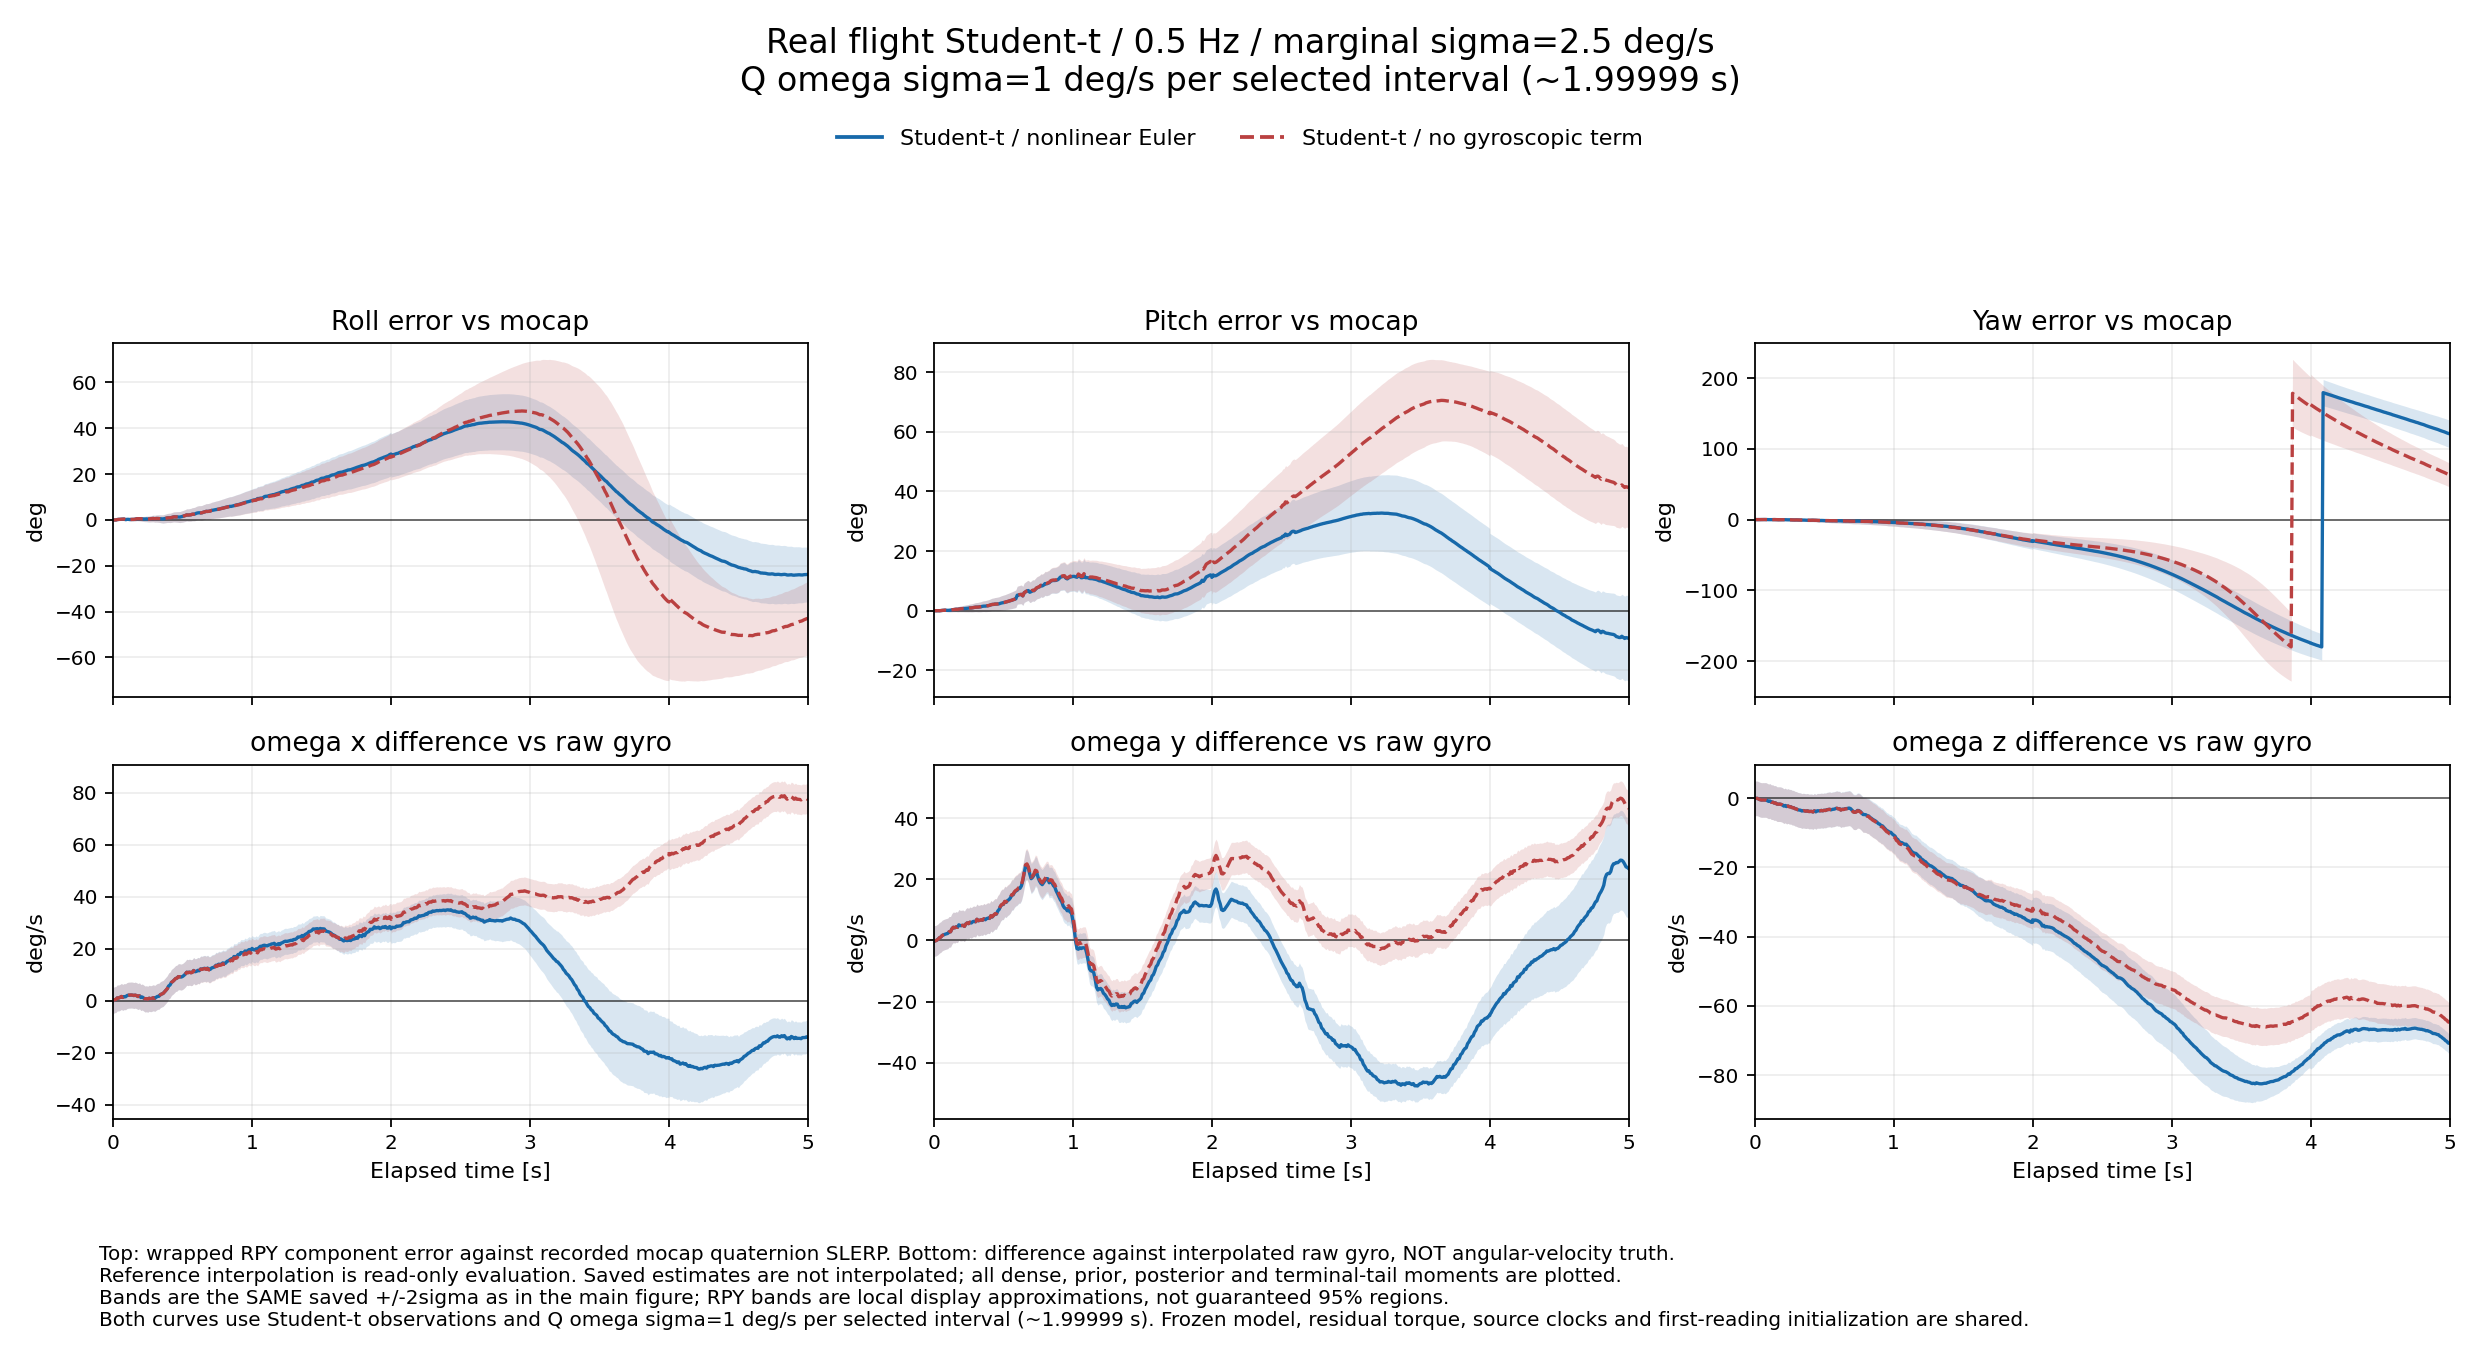 Real flight Student-t / 0.5 Hz / marginal sigma=2.5 deg/s
Q omega sigma=1 deg/s per selected interval (~1.99999 s)
Student-t / nonlinear Euler
Student-t / no gyroscopic term
Roll error vs mocap
Pitch error vs mocap
Yaw error vs mocap
deg
60
40
20
0
−20
−40
−60
deg
80
60
40
20
0
−20
deg
200
100
0
−100
−200
omega x difference vs raw gyro
omega y difference vs raw gyro
omega z difference vs raw gyro
deg/s
80
60
40
20
0
−20
−40
0 1 2 3 4 5
Elapsed time [s]
deg/s
40
20
0
−20
−40
0 1 2 3 4 5
Elapsed time [s]
deg/s
0
−20
−40
−60
−80
0 1 2 3 4 5
Elapsed time [s]
Top: wrapped RPY component error against recorded mocap quaternion SLERP. Bottom: difference against interpolated raw gyro, NOT angular-velocity truth.
Reference interpolation is read-only evaluation. Saved estimates are not interpolated; all dense, prior, posterior and terminal-tail moments are plotted.
Bands are the SAME saved +/-2sigma as in the main figure; RPY bands are local display approximations, not guaranteed 95% regions.
Both curves use Student-t observations and Q omega sigma=1 deg/s per selected interval (~1.99999 s). Frozen model, residual torque, source clocks and first-reading initialization are shared.